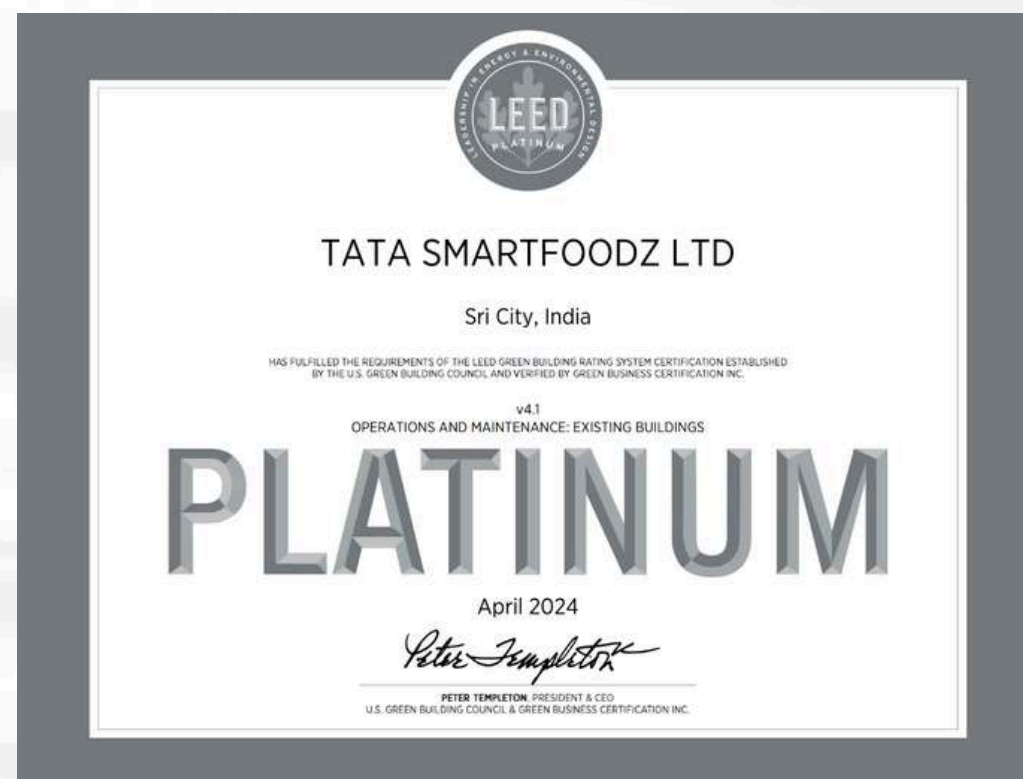 LEADERSHIP IN ENERGY & ENVIRONMENTAL DESIGN
LEED
PLATINUM
TATA SMARTFOODZ LTD
Sri City, India
HAS FULFILLED THE REQUIREMENTS OF THE LEED GREEN BUILDING RATING SYSTEM CERTIFICATION ESTABLISHED
BY THE U.S. GREEN BUILDING COUNCIL AND VERIFIED BY GREEN BUSINESS CERTIFICATION INC.
v4.1
OPERATIONS AND MAINTENANCE: EXISTING BUILDINGS
PLATINUM
April 2024
Peter Templeton
PETER TEMPLETON, PRESIDENT & CEO
U.S. GREEN BUILDING COUNCIL & GREEN BUSINESS CERTIFICATION INC.